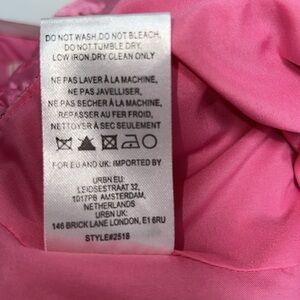 DO NOT WASH.DO NOT BLEACH,
DO NOT TUMBLE DRY,
LOW IRON.DRY CLEAN ONLY
NE PAS LAVER À LA MACHINE,
NE PAS JAVELLISER,
NE PAS SECHER À LA MACHINE,
REPASSER AU FER FROID,
NETTOYER À SEC SEULEMENT
FOR EU AND UK: IMPORTED BY
URBN EU:
LEIDSESTRAAT 32,
1017PB AMSTERDAM,
NETHERLANDS
URBN UK:
146 BRICK LANE LONDON, E1 6RU
STYLE#2518